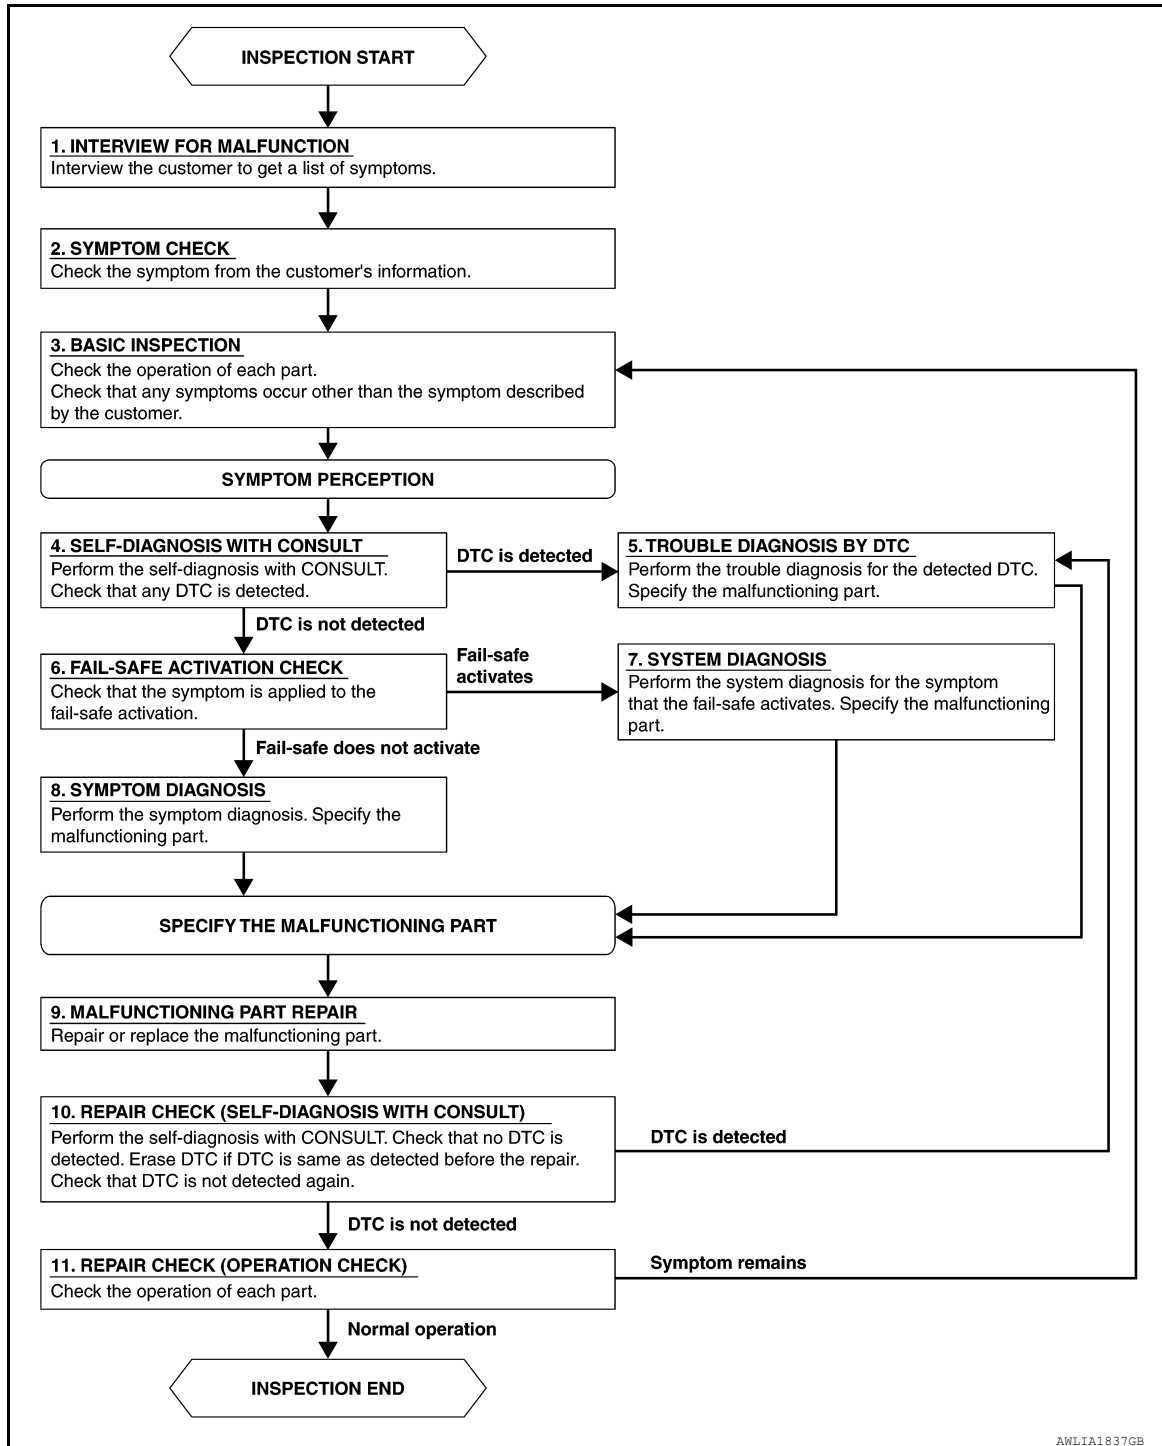 INSPECTION START
1. INTERVIEW FOR MALFUNCTION
Interview the customer to get a list of symptoms.
2. SYMPTOM CHECK
Check the symptom from the customer's information.
3. BASIC INSPECTION
Check the operation of each part.
Check that any symptoms occur other than the symptom described
by the customer.
SYMPTOM PERCEPTION
4. SELF-DIAGNOSIS WITH CONSULT
Perform the self-diagnosis with CONSULT.
Check that any DTC is detected.
DTC is detected
5. TROUBLE DIAGNOSIS BY DTC
Perform the trouble diagnosis for the detected DTC.
Specify the malfunctioning part.
DTC is not detected
6. FAIL-SAFE ACTIVATION CHECK
Check that the symptom is applied to the
fail-safe activation.
Fail-safe
activates
7. SYSTEM DIAGNOSIS
Perform the system diagnosis for the symptom
that the fail-safe activates. Specify the malfunctioning
part.
Fail-safe does not activate
8. SYMPTOM DIAGNOSIS
Perform the symptom diagnosis. Specify the
malfunctioning part.
SPECIFY THE MALFUNCTIONING PART
9. MALFUNCTIONING PART REPAIR
Repair or replace the malfunctioning part.
10. REPAIR CHECK (SELF-DIAGNOSIS WITH CONSULT)
Perform the self-diagnosis with CONSULT. Check that no DTC is
detected. Erase DTC if DTC is same as detected before the repair.
Check that DTC is not detected again.
DTC is detected
DTC is not detected
11. REPAIR CHECK (OPERATION CHECK)
Check the operation of each part.
Symptom remains
Normal operation
INSPECTION END
AWLIA1837GB